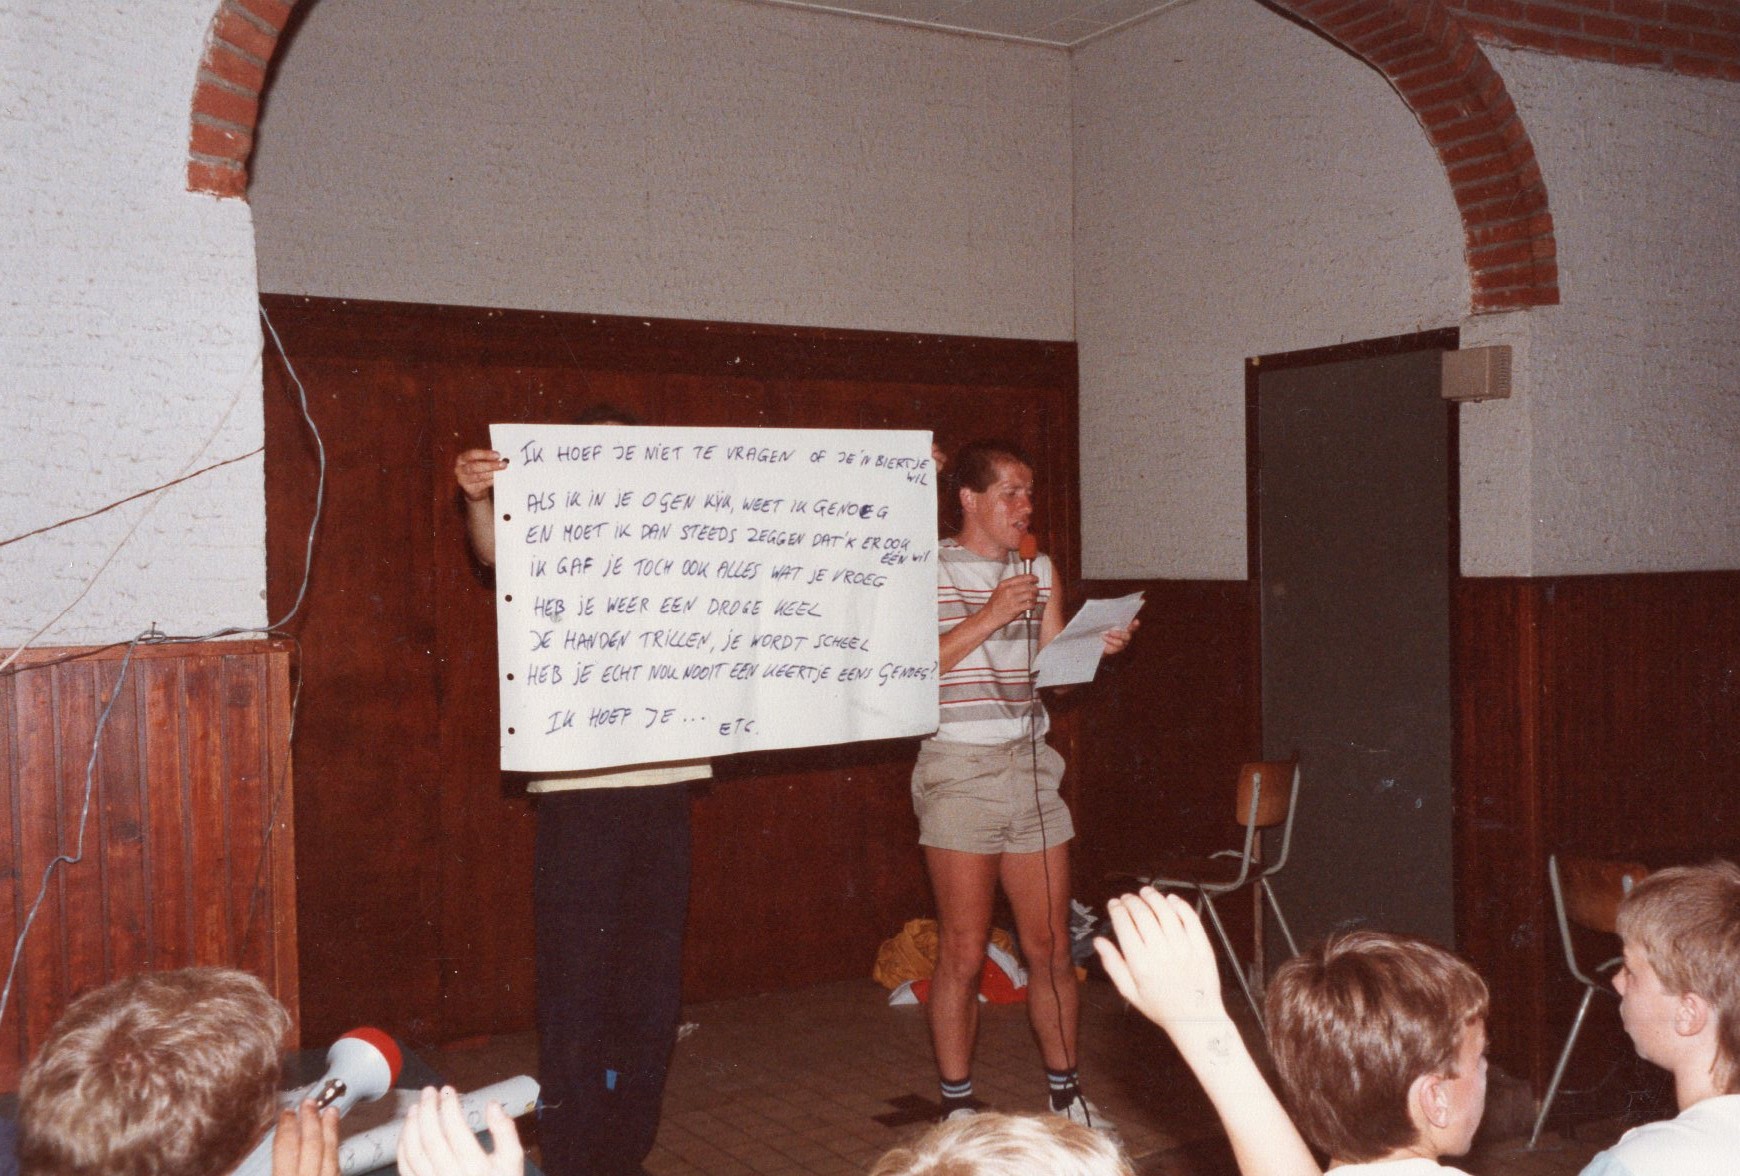 IK HOEF JE NIET TE VRAGEN OF JE'N BIERTJE
WIL
ALS IK IN JE OGEN KYK, WEET IK GENOEG
EN MOET IK DAN STEEDS ZEGGEN DAT'K ER OOK
ÉÉN WIL
IK GAF JE TOCH OOK ALLES WAT JE VROEG
HEB JE WEER EEN DROGE KEEL
JE HANDEN TRILLEN, JE WORDT SCHEEL
HEB JE ECHT NOU NOOIT EEN KEERTJE EENS GENOEG?
IK HOEF JE ... ETC.